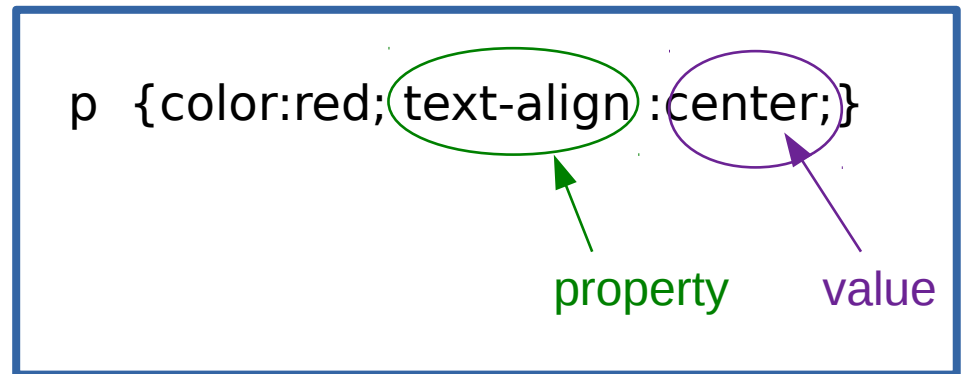 p {color:red; text-align :center;}
property value